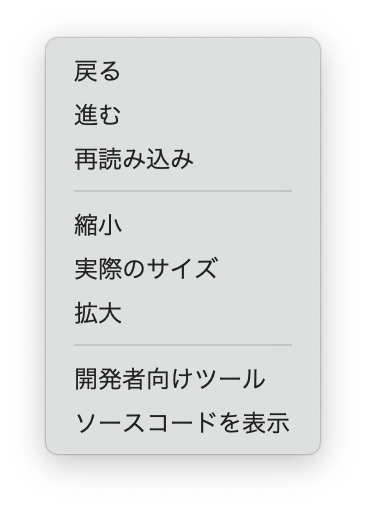 戻る
進む
再読み込み
縮小
実際のサイズ
拡大
開発者向けツール
ソースコードを表示